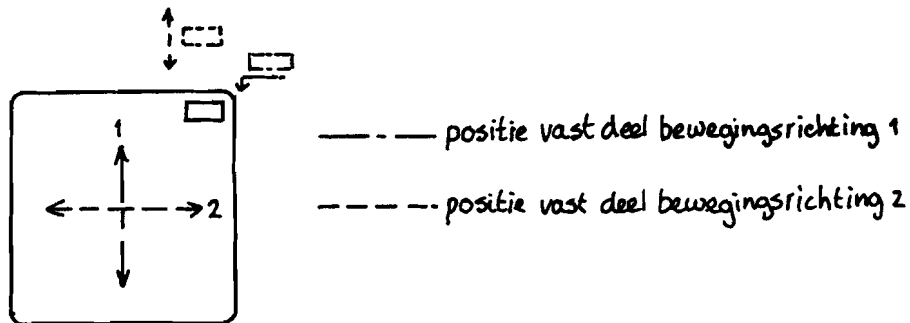 1
positie vast deel bewegingsrichting 1
2
positie vast deel bewegingsrichting 2